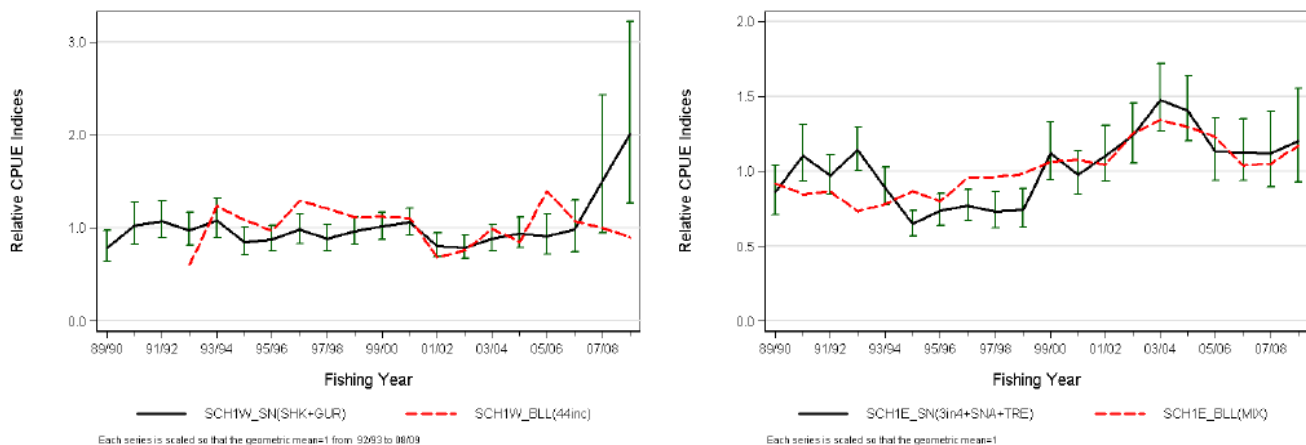 Relative CPUE Indices
3.0
2.0
1.0
0.0
89/90 91/92 93/94 95/96 97/98 99/00 01/02 03/04 05/06 07/08
Fishing Year
SCH1W_SN(SHK+GUR) SCH1W_BLL(44inc)
Each series is scaled so that the geometric mean=1 from 92/93 to 08/09
Relative CPUE Indices
2.0
1.5
1.0
0.5
0.0
89/90 91/92 93/94 95/96 97/98 99/00 01/02 03/04 05/06 07/08
Fishing Year
SCH1E_SN(3in4+SNA+TRE) SCH1E_BLL(MIX)
Each series is scaled so that the geometric mean=1